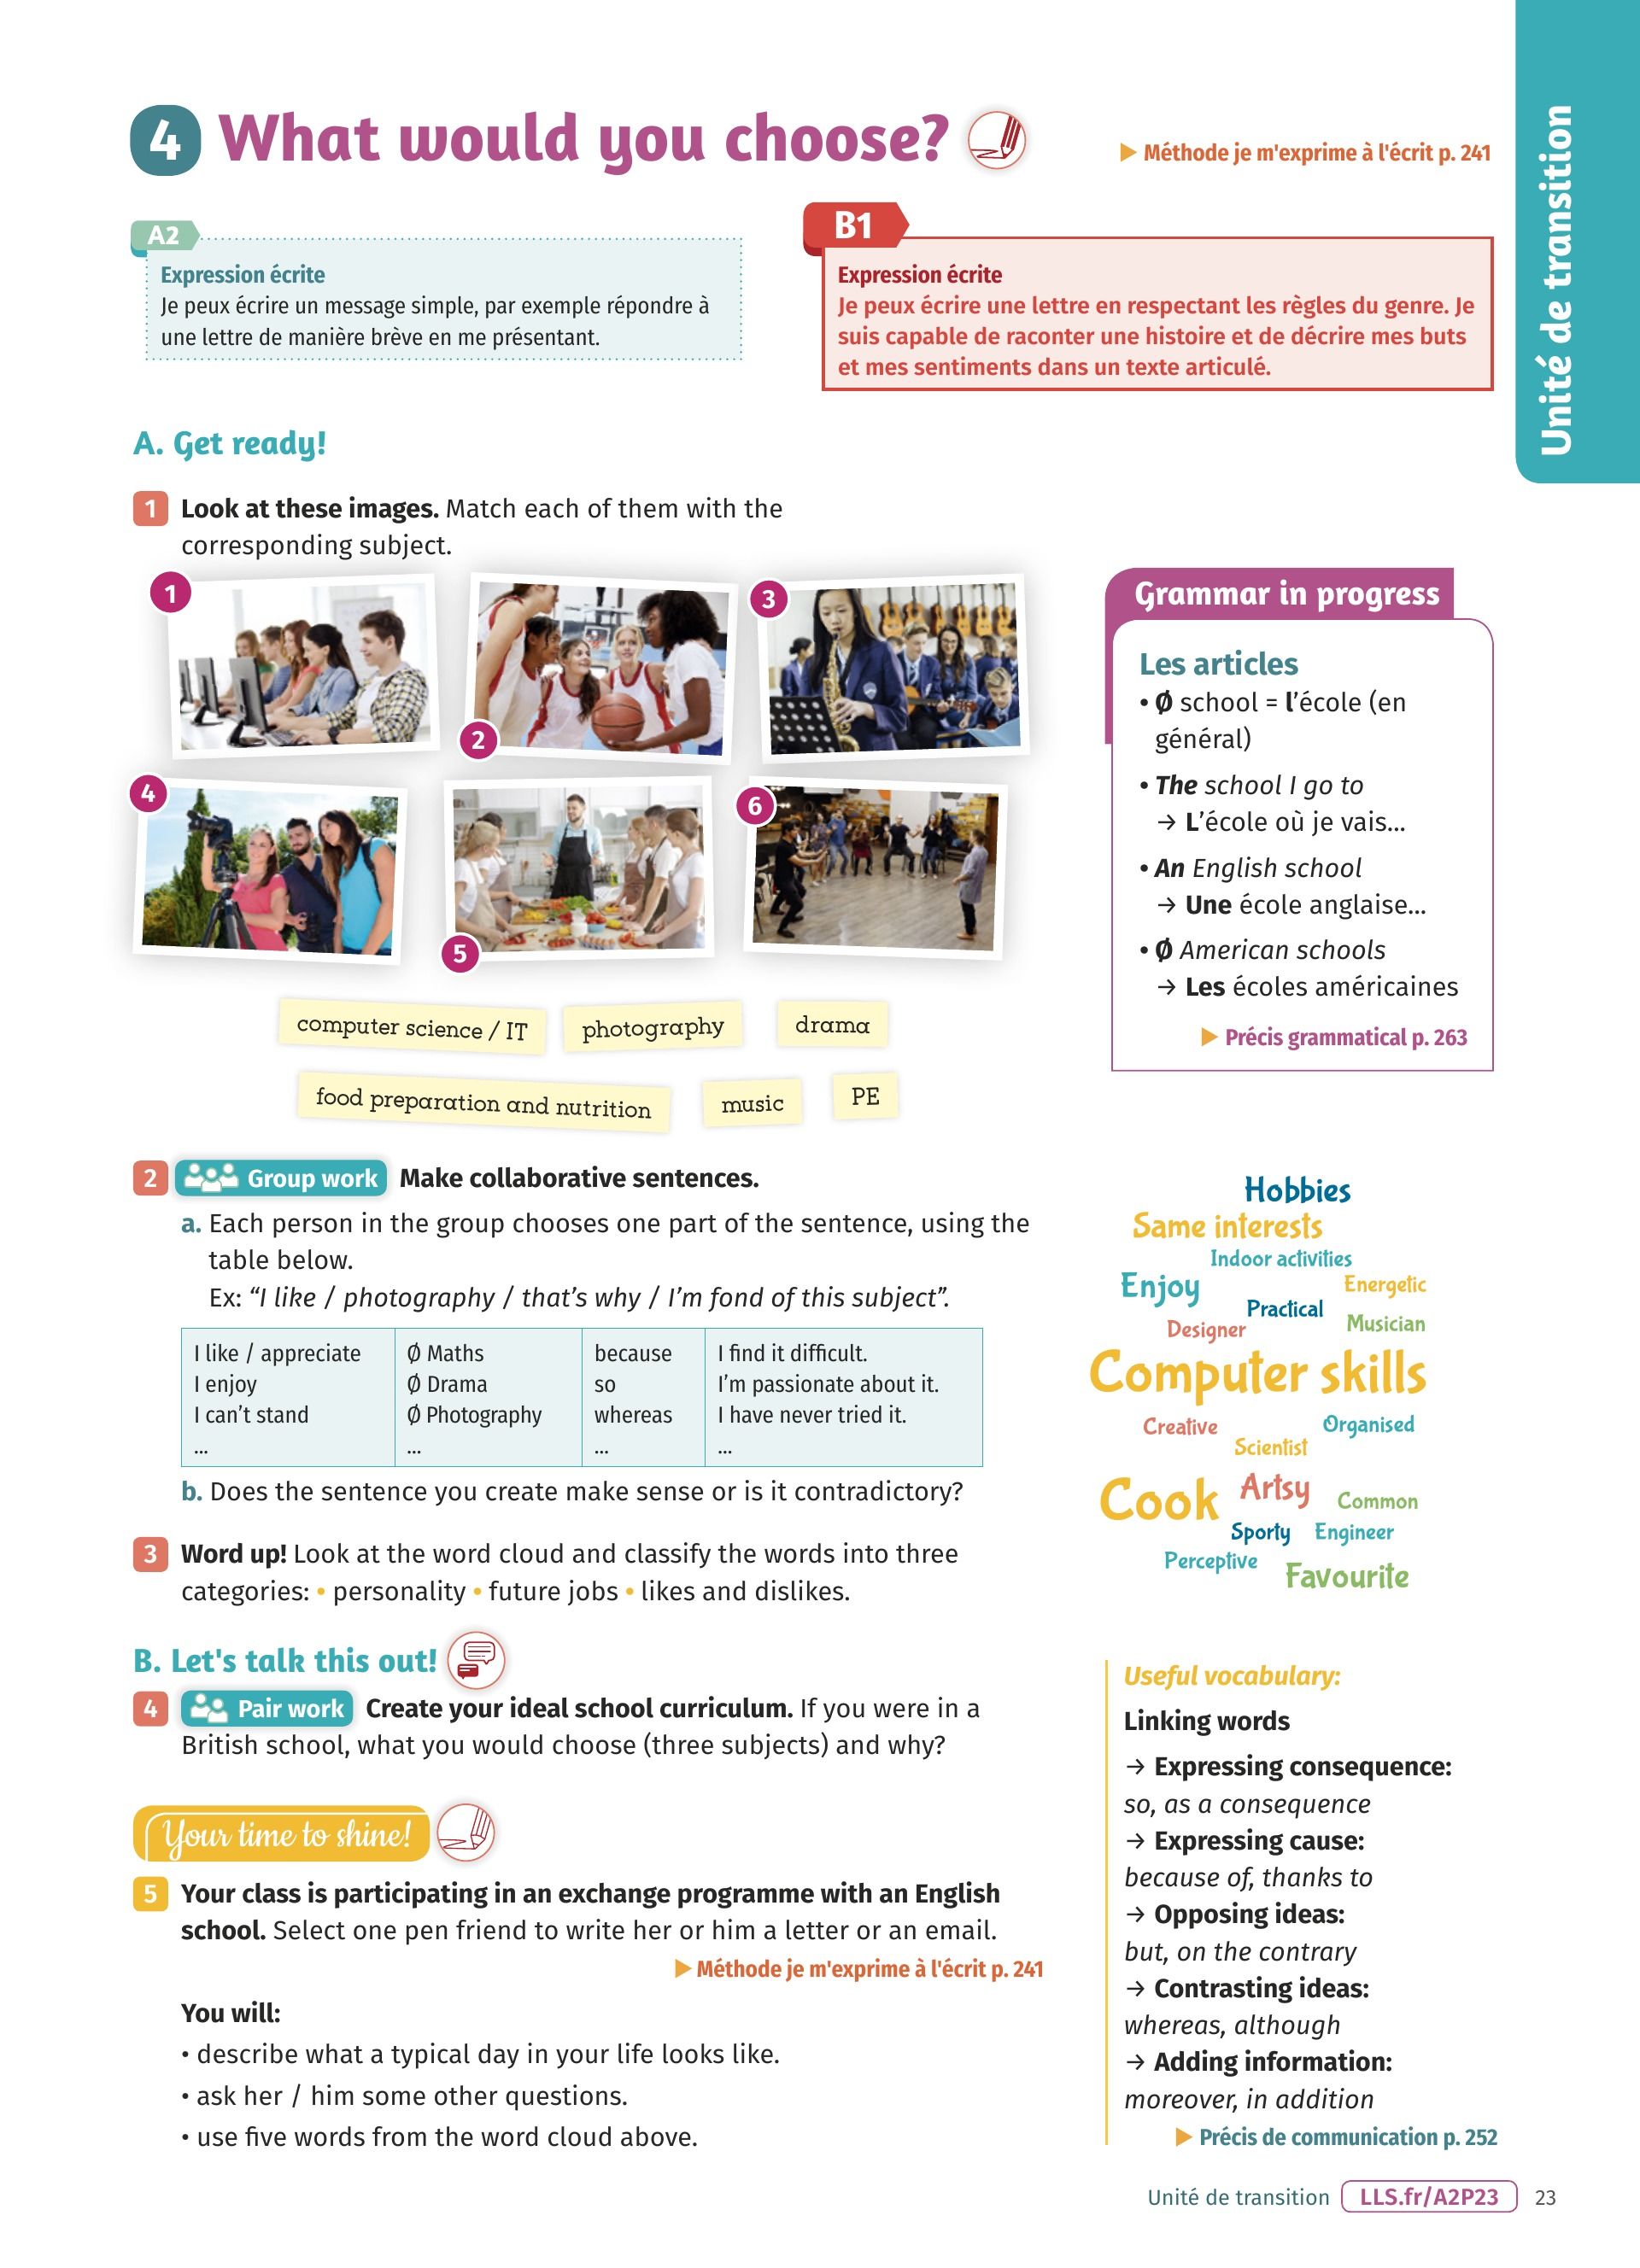 4 What would you choose?
▶ Méthode je m'exprime à l'écrit p. 241
Unité de transition
A2
Expression écrite
Je peux écrire un message simple, par exemple répondre à
une lettre de manière brève en me présentant.
B1
Expression écrite
Je peux écrire une lettre en respectant les règles du genre. Je
suis capable de raconter une histoire et de décrire mes buts
et mes sentiments dans un texte articulé.
A. Get ready!
1 Look at these images. Match each of them with the
corresponding subject.
1
2
3
4
5
6
computer science / IT
photography
drama
food preparation and nutrition
music
PE
Grammar in progress
Les articles
• Ø school = l'école (en
général)
• The school I go to
→ L'école où je vais...
• An English school
→ Une école anglaise...
• Ø American schools
→ Les écoles américaines
▶ Précis grammatical p. 263
2 Group work Make collaborative sentences.
a. Each person in the group chooses one part of the sentence, using the
table below.
Ex: “I like / photography / that’s why / I’m fond of this subject”.
I like / appreciate Ø Maths because I find it difficult.
I enjoy Ø Drama so I’m passionate about it.
I can’t stand Ø Photography whereas I have never tried it.
... ... ... ...
b. Does the sentence you create make sense or is it contradictory?
3 Word up! Look at the word cloud and classify the words into three
categories: • personality • future jobs • likes and dislikes.
Hobbies
Same interests
Indoor activities
Enjoy
Energetic
Practical
Designer
Musician
Computer skills
Creative
Organised
Scientist
Cook
Artsy
Common
Sporty
Engineer
Perceptive
Favourite
B. Let's talk this out!
4 Pair work Create your ideal school curriculum. If you were in a
British school, what you would choose (three subjects) and why?
Your time to shine!
5 Your class is participating in an exchange programme with an English
school. Select one pen friend to write her or him a letter or an email.
▶ Méthode je m'exprime à l'écrit p. 241
You will:
• describe what a typical day in your life looks like.
• ask her / him some other questions.
• use five words from the word cloud above.
Useful vocabulary:
Linking words
→ Expressing consequence:
so, as a consequence
→ Expressing cause:
because of, thanks to
→ Opposing ideas:
but, on the contrary
→ Contrasting ideas:
whereas, although
→ Adding information:
moreover, in addition
▶ Précis de communication p. 252
Unité de transition LLS.fr/A2P23 23